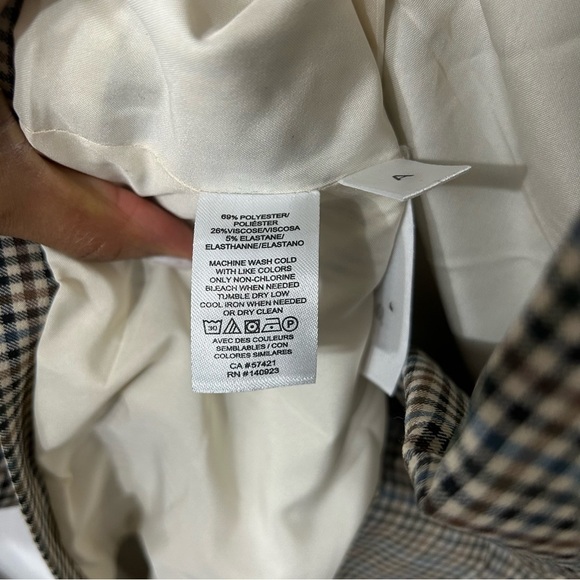 69% POLYESTER/
POLIÉSTER
26%VISCOSE/VISCOSA
5% ELASTANE/
ELASTHANNE/ELASTANO
MACHINE WASH COLD
WITH LIKE COLORS
ONLY NON-CHLORINE
BLEACH WHEN NEEDED
TUMBLE DRY LOW
COOL IRON WHEN NEEDED
OR DRY CLEAN
30 P
AVEC DES COULEURS
SEMBLABLES / CON
COLORES SIMILARES
CA #57421
RN #140923
A